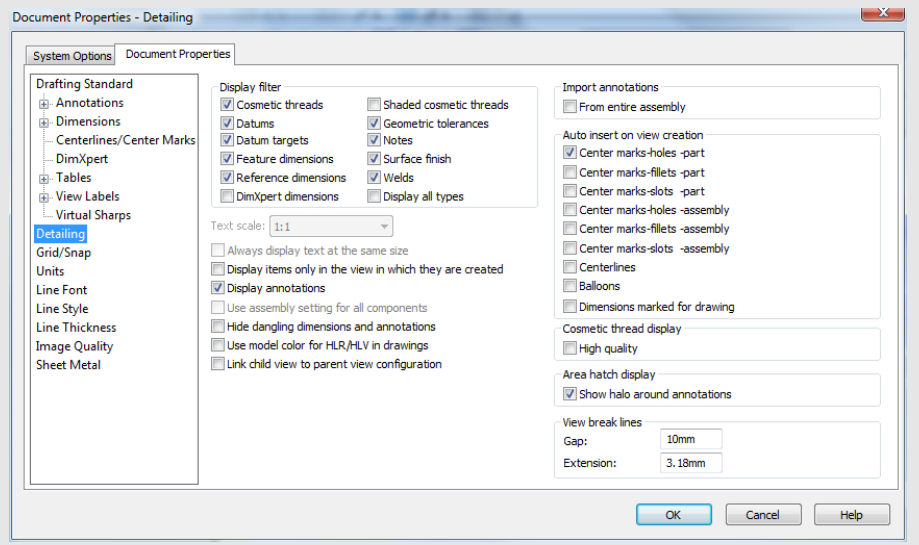 Document Properties - Detailing
System Options
Document Properties
Drafting Standard
Annotations
Dimensions
Centerlines/Center Marks
DimXpert
Tables
View Labels
Virtual Sharps
Detailing
Grid/Snap
Units
Line Font
Line Style
Line Thickness
Image Quality
Sheet Metal
Display filter
Cosmetic threads
Shaded cosmetic threads
Datums
Geometric tolerances
Datum targets
Notes
Feature dimensions
Surface finish
Reference dimensions
Welds
DimXpert dimensions
Display all types
Text scale: 1:1
Always display text at the same size
Display items only in the view in which they are created
Display annotations
Use assembly setting for all components
Hide dangling dimensions and annotations
Use model color for HLR/HLV in drawings
Link child view to parent view configuration
Import annotations
From entire assembly
Auto insert on view creation
Center marks-holes -part
Center marks-fillets -part
Center marks-slots -part
Center marks-holes -assembly
Center marks-fillets -assembly
Center marks-slots -assembly
Centerlines
Balloons
Dimensions marked for drawing
Cosmetic thread display
High quality
Area hatch display
Show halo around annotations
View break lines
Gap: 10mm
Extension: 3.18mm
OK
Cancel
Help